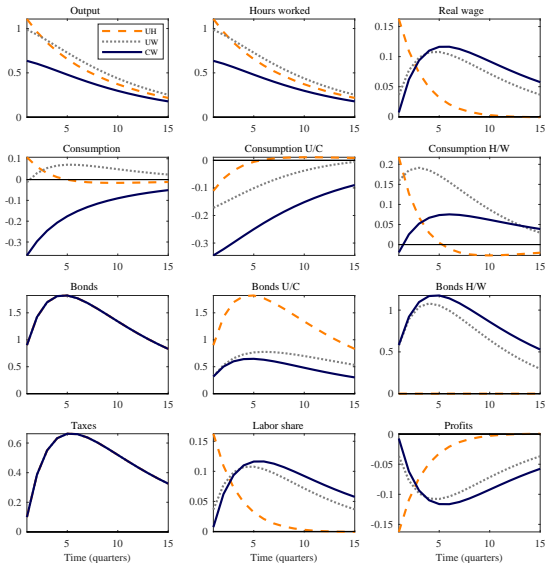 Output Hours worked Real wage
1 1 0.15
0.5 0.5 0.1
0.05
0 0 0
UH
UW
CW
5 10 15 5 10 15 5 10 15
Consumption Consumption U/C Consumption H/W
0.1 0 0.2
0 -0.1 0.15
-0.1 0.1
-0.2 -0.2 0.05
-0.3 -0.3 0
5 10 15 5 10 15 5 10 15
Bonds Bonds U/C Bonds H/W
1.5 1.5 1.5
1 1 1
0.5 0.5 0.5
0 0 0
5 10 15 5 10 15 5 10 15
Taxes Labor share Profits
0.6 0.15 0
0.4 0.1 -0.05
0.2 0.05 -0.10
0 0 -0.15
5 10 15 5 10 15 5 10 15
Time (quarters) Time (quarters) Time (quarters)